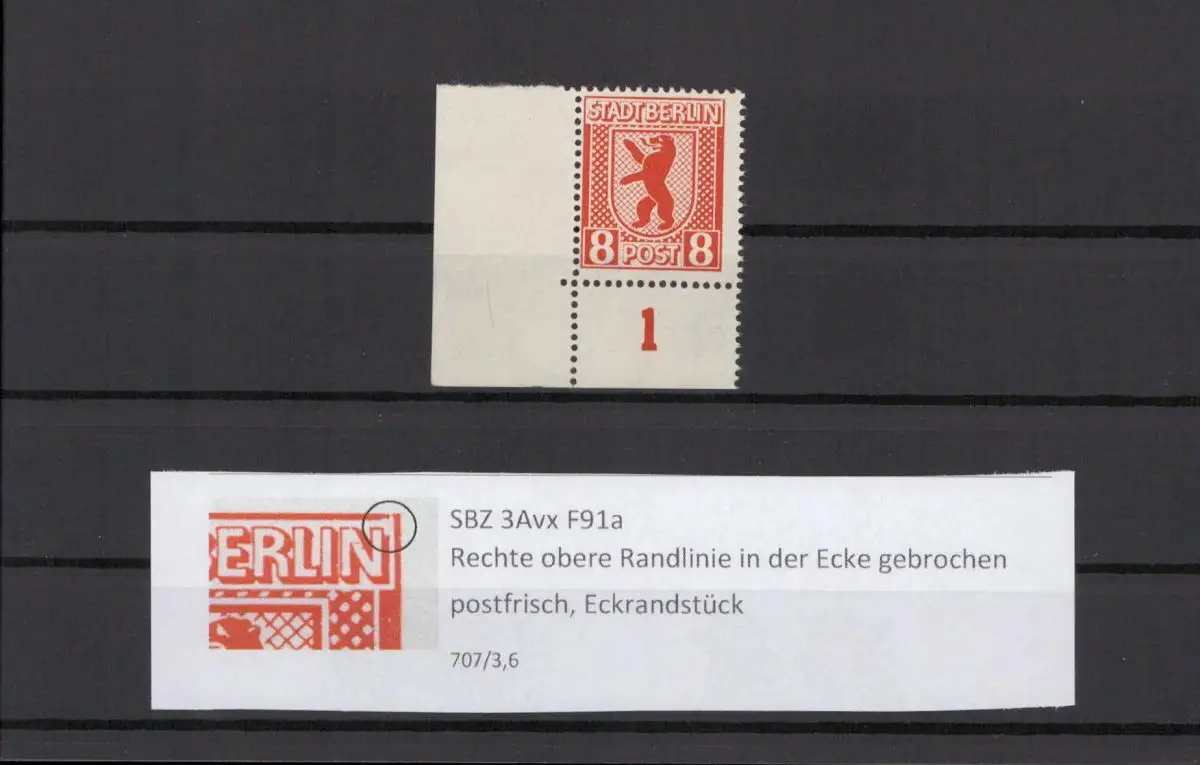 STADT BERLIN
8 POST 8
1
BERLIN
SBZ 3Avx F91a
Rechte obere Randlinie in der Ecke gebrochen
postfrisch, Eckrandstück
707/3,6